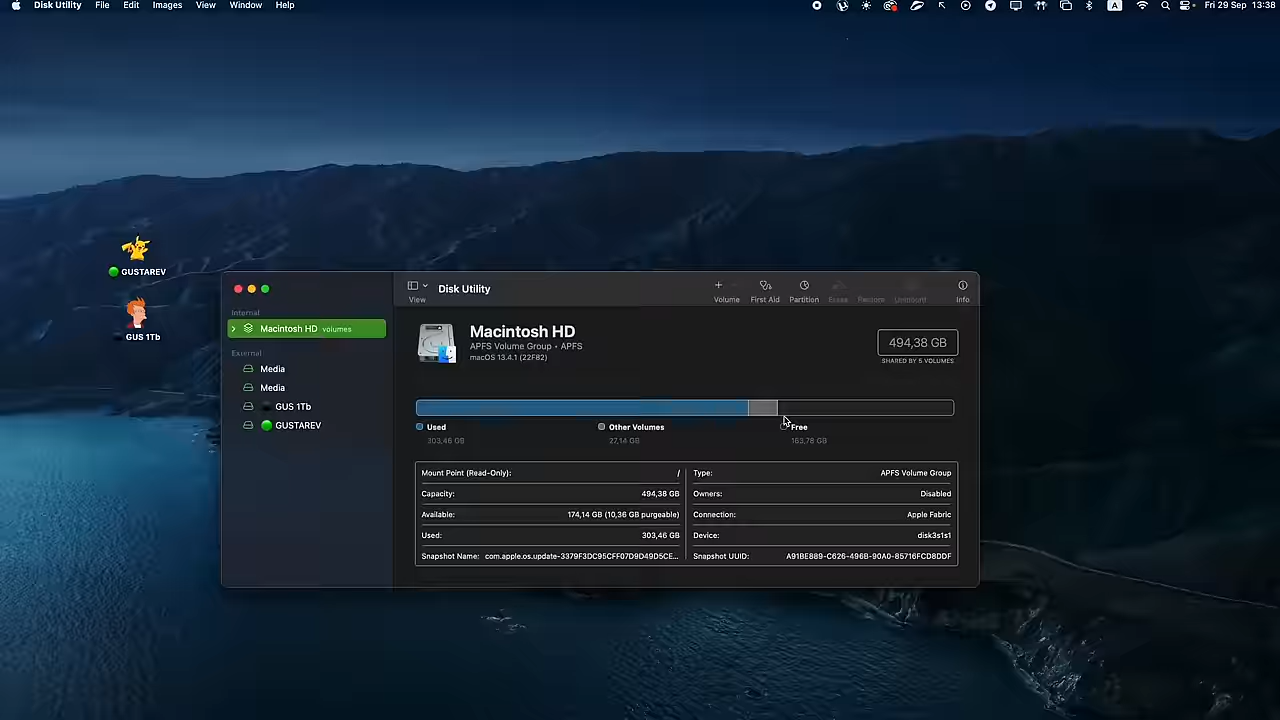 Disk Utility File Edit Images View Window Help
A Fri 29 Sep 13:38
GUSTAREV
GUS 1Tb
Internal
Macintosh HD volumes
External
Media
Media
GUS 1Tb
GUSTAREV
View
Disk Utility
Volume First Aid Partition Erase Restore Unmount Info
Macintosh HD
APFS Volume Group • APFS
macOS 13.4.1 (22F82)
494,38 GB
SHARED BY 5 VOLUMES
Used
303,46 GB
Other Volumes
27,14 GB
Free
163,78 GB
Mount Point (Read-Only): /
Capacity: 494,38 GB
Available: 174,14 GB (10,36 GB purgeable)
Used: 303,46 GB
Snapshot Name: com.apple.os.update-3379F3DC95CFF07D9D49D5CE...
Type: APFS Volume Group
Owners: Disabled
Connection: Apple Fabric
Device: disk3s1s1
Snapshot UUID: A91BE889-C626-496B-90A0-85716FCD8DDF